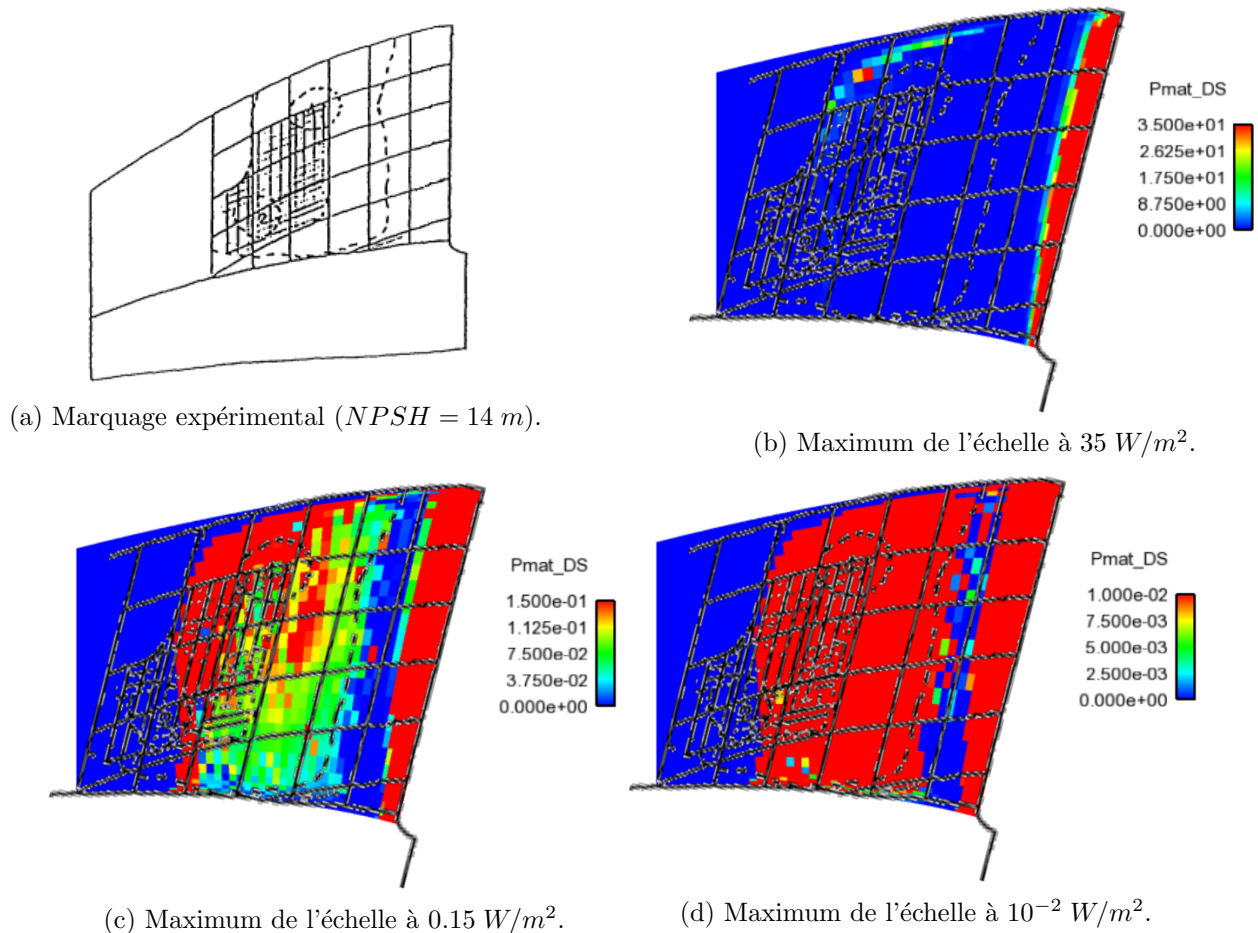 (a) Marquage expérimental (NPSH = 14 m).
Pmat_DS
3.500e+01
2.625e+01
1.750e+01
8.750e+00
0.000e+00
(b) Maximum de l'échelle à 35 W/m².
Pmat_DS
1.500e-01
1.125e-01
7.500e-02
3.750e-02
0.000e+00
(c) Maximum de l'échelle à 0.15 W/m².
Pmat_DS
1.000e-02
7.500e-03
5.000e-03
2.500e-03
0.000e+00
(d) Maximum de l'échelle à 10⁻² W/m².